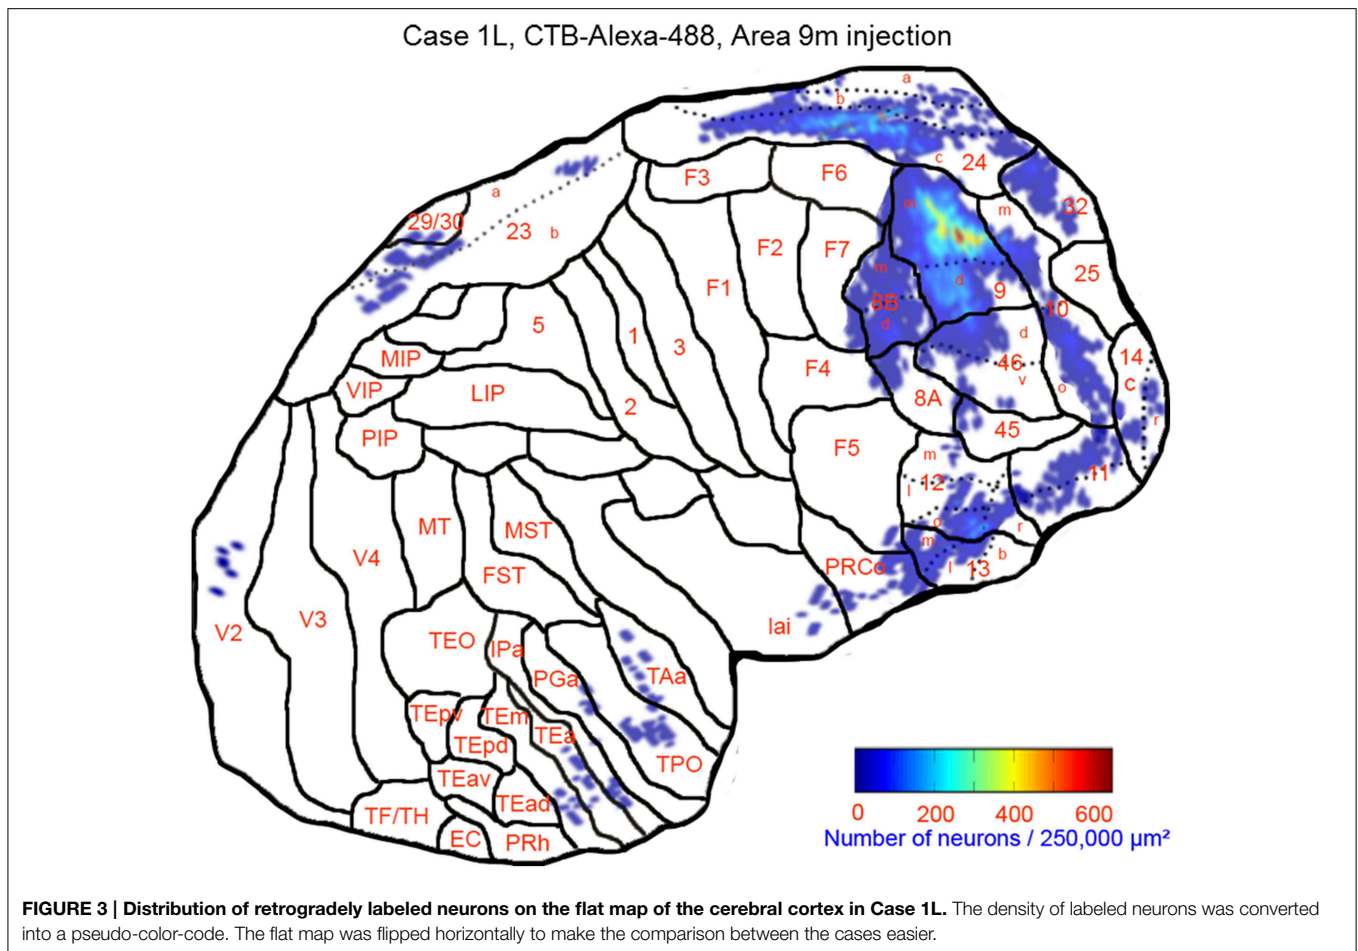 Case 1L, CTB-Alexa-488, Area 9m injection
a
b
c 24
F3
F6
m
m
32
29/30
a
23 b
F2
F7
m
8B
d
d
9
25
10
F1
5
1
3
2
MIP
VIP
LIP
PIP
F4
8A
d
46
v
o
14
c
r
45
F5
m
12
l
o
11
r
m
l 13
b
PRCo
Iai
MT
MST
FST
V4
V3
V2
TEO
IPa
PGa
TAa
TEpv
TEm
TEpd
TEa
TPO
TEav
TEad
TF/TH
EC
PRh
0 200 400 600
Number of neurons / 250,000 µm²
FIGURE 3 | Distribution of retrogradely labeled neurons on the flat map of the cerebral cortex in Case 1L. The density of labeled neurons was converted
into a pseudo-color-code. The flat map was flipped horizontally to make the comparison between the cases easier.